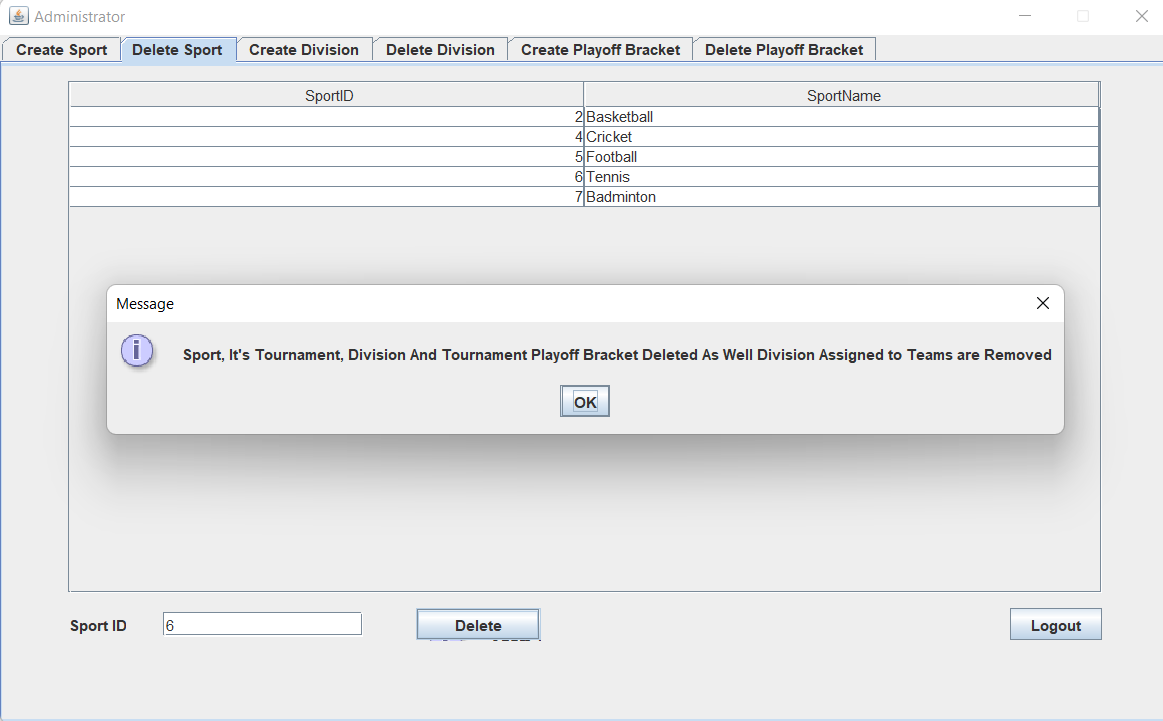 Administrator
Create Sport Delete Sport Create Division Delete Division Create Playoff Bracket Delete Playoff Bracket
SportID SportName
2 Basketball
4 Cricket
5 Football
6 Tennis
7 Badminton
Message
i Sport, It's Tournament, Division And Tournament Playoff Bracket Deleted As Well Division Assigned to Teams are Removed
OK
Sport ID 6 Delete Logout